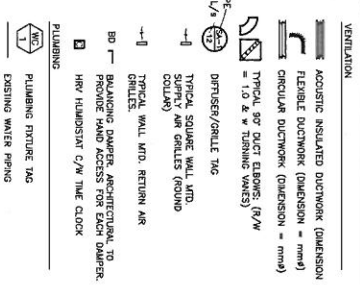 VENTILATION
ACOUSTIC INSULATED DUCTWORK (DIMENSION
FLEXIBLE DUCTWORK (DIMENSION = mmø)
CIRCULAR DUCTWORK (DIMENSION = mmø)
TYPICAL 90° DUCT ELBOWS: (R/W
= 1.0 & w TURNING VANES)
PE
L/s
12
DIFFUSER/GRILLE TAG
TYPICAL SQUARE WALL MTD.
SUPPLY AIR GRILLES (ROUND
COLLAR)
TYPICAL WALL MTD. RETURN AIR
GRILLES.
BD
BALANCING DAMPER. ARCHITECTURAL TO
PROVIDE HAND ACCESS FOR EACH DAMPER.
HRV HUMIDISTAT C/W TIME CLOCK
PLUMBING
WC
1
PLUMBING FIXTURE TAG
EXISTING WATER PIPING